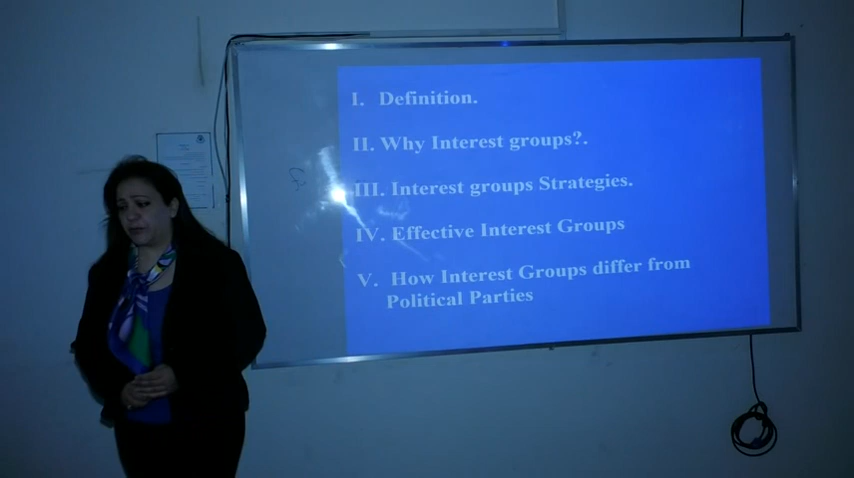 I. Definition.
II. Why Interest groups?.
III. Interest groups Strategies.
IV. Effective Interest Groups
V. How Interest Groups differ from
Political Parties